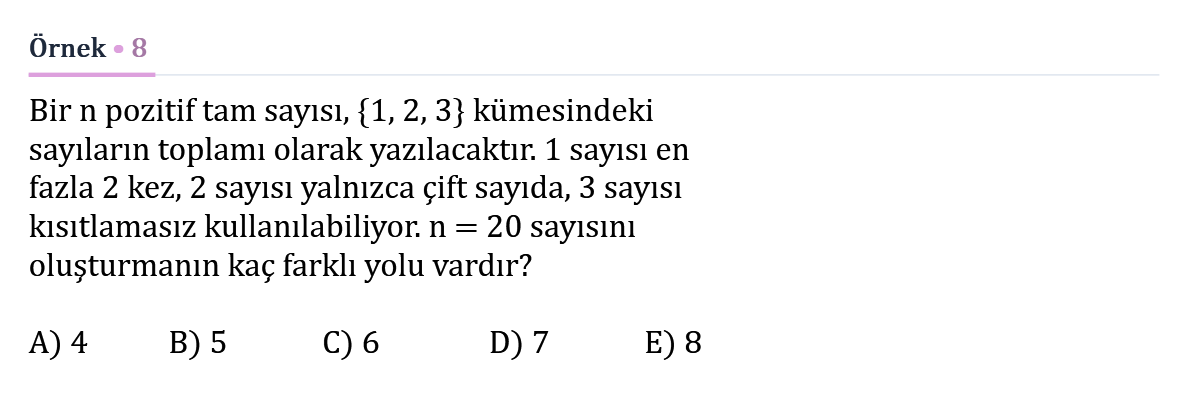 Örnek • 8
Bir n pozitif tam sayısı, {1, 2, 3} kümesindeki
sayıların toplamı olarak yazılacaktır. 1 sayısı en
fazla 2 kez, 2 sayısı yalnızca çift sayıda, 3 sayısı
kısıtlamasız kullanılabiliyor. n = 20 sayısını
oluşturmanın kaç farklı yolu vardır?
A) 4 B) 5 C) 6 D) 7 E) 8